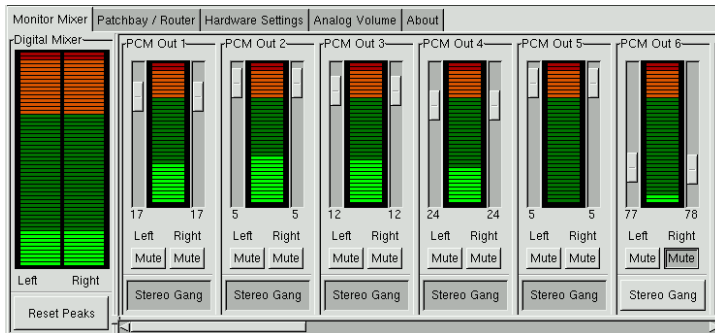 Monitor Mixer Patchbay / Router Hardware Settings Analog Volume About
Digital Mixer PCM Out 1 PCM Out 2 PCM Out 3 PCM Out 4 PCM Out 5 PCM Out 6
17 17 5 5 12 12 24 24 5 5 77 78
Left Right Left Right Left Right Left Right Left Right Left Right
Mute Mute Mute Mute Mute Mute Mute Mute Mute Mute Mute Mute
Left Right
Stereo Gang Stereo Gang Stereo Gang Stereo Gang Stereo Gang Stereo Gang
Reset Peaks